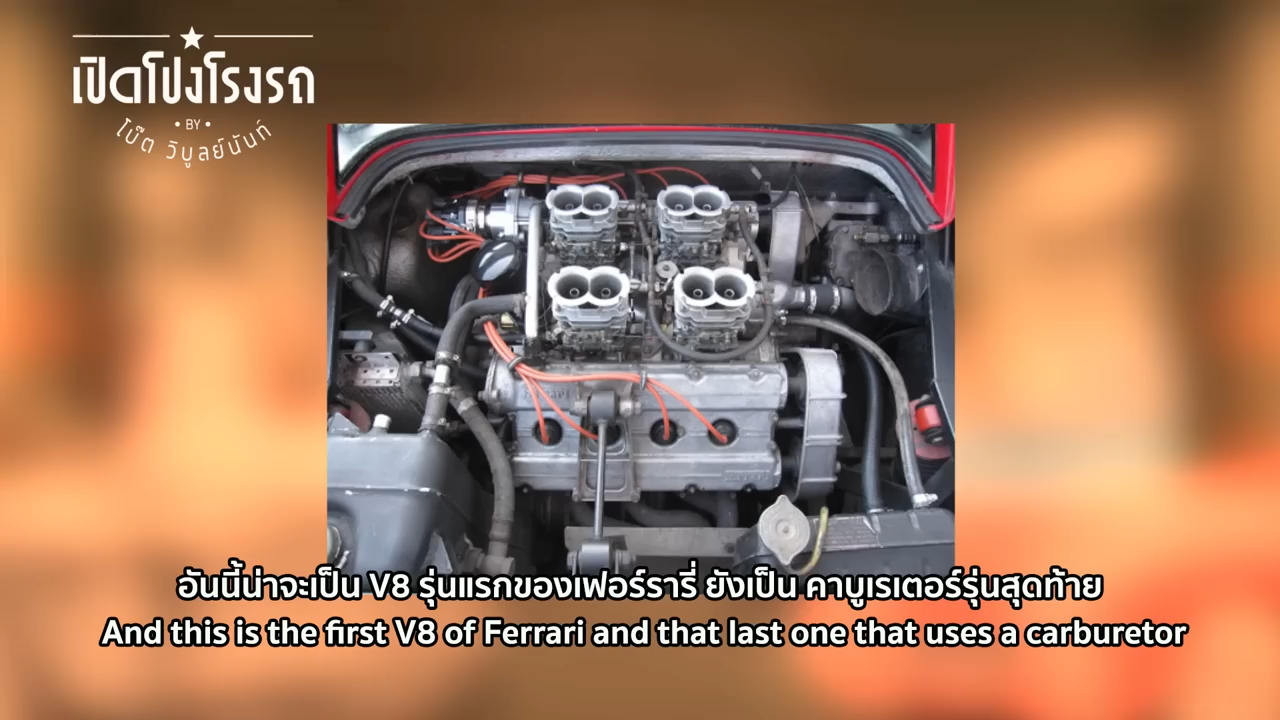 เปิดโปงโรงรถ
• BY •
โบ๊ต วิบูลย์นันท์
อันนี้น่าจะเป็น V8 รุ่นแรกของเฟอร์รารี่ ยังเป็น คาบูเรเตอร์รุ่นสุดท้าย
And this is the first V8 of Ferrari and that last one that uses a carburetor